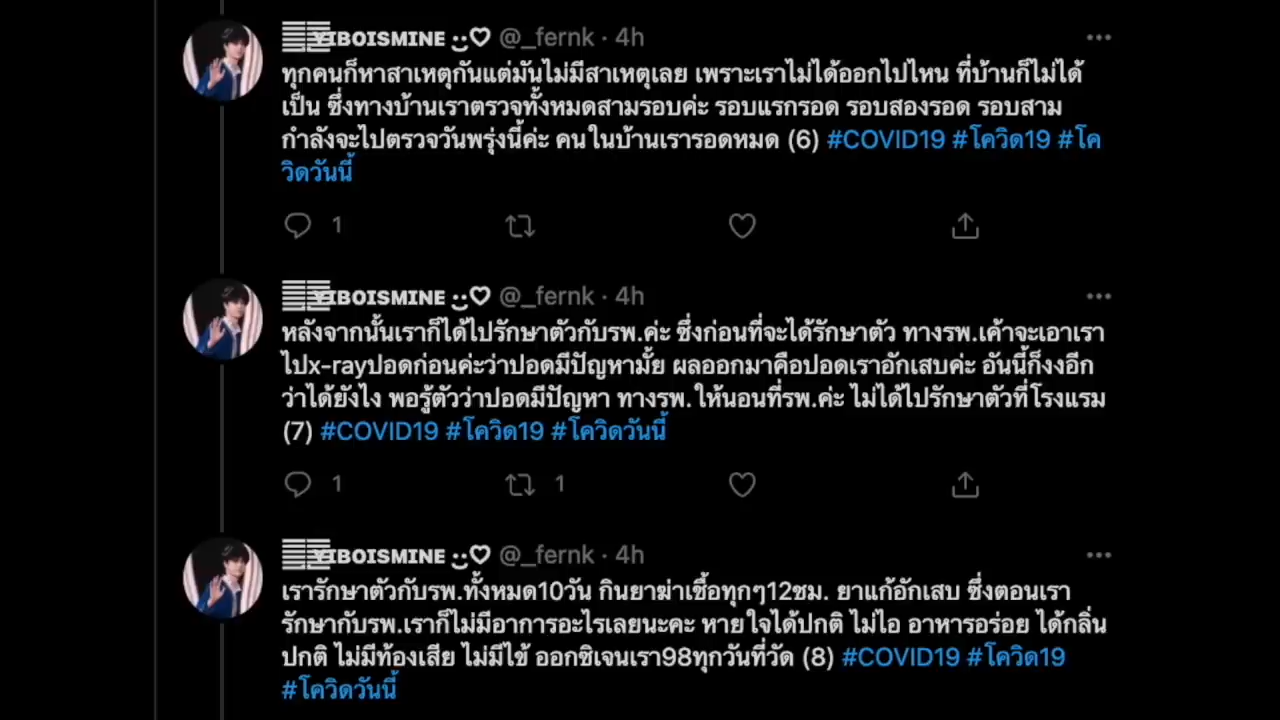 YIBOISMINE @_fernk · 4h
ทุกคนก็หาสาเหตุกันแต่มันไม่มีสาเหตุเลย เพราะเราไม่ได้ออกไปไหน ที่บ้านก็ไม่ได้
เป็น ซึ่งทางบ้านเราตรวจทั้งหมดสามรอบค่ะ รอบแรกรอด รอบสองรอด รอบสาม
กำลังจะไปตรวจวันพรุ่งนี้ค่ะ คนในบ้านเรารอดหมด (6) #COVID19 #โควิด19 #โค
วิดวันนี้
1
YIBOISMINE @_fernk · 4h
หลังจากนั้นเราก็ได้ไปรักษาตัวกับรพ.ค่ะ ซึ่งก่อนที่จะได้รักษาตัว ทางรพ.เค้าจะเอาเรา
ไปx-rayปอดก่อนค่ะว่าปอดมีปัญหามั้ย ผลออกมาคือปอดเราอักเสบค่ะ อันนี้ก็งงอีก
ว่าได้ยังไง พอรู้ตัวว่าปอดมีปัญหา ทางรพ.ให้นอนที่รพ.ค่ะ ไม่ได้ไปรักษาตัวที่โรงแรม
(7) #COVID19 #โควิด19 #โควิดวันนี้
1 1
YIBOISMINE @_fernk · 4h
เรารักษาตัวกับรพ.ทั้งหมด10วัน กินยาฆ่าเชื้อทุกๆ12ชม. ยาแก้อักเสบ ซึ่งตอนเรา
รักษากับรพ.เราก็ไม่มีอาการอะไรเลยนะคะ หายใจได้ปกติ ไม่ไอ อาหารอร่อย ได้กลิ่น
ปกติ ไม่มีท้องเสีย ไม่มีไข้ ออกซิเจนเรา98ทุกวันที่วัด (8) #COVID19 #โควิด19
#โควิดวันนี้